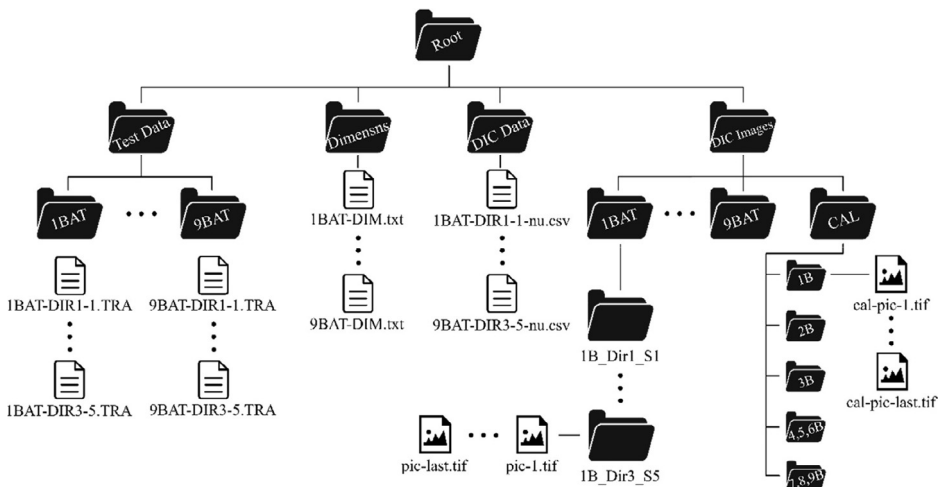 Root
Test Data
Dimensns
DIC Data
DIC Images
1BAT
9BAT
1BAT-DIM.txt
1BAT-DIR1-1-nu.csv
1BAT
9BAT
CAL
1BAT-DIR1-1.TRA
9BAT-DIR1-1.TRA
9BAT-DIM.txt
9BAT-DIR3-5-nu.csv
1B
cal-pic-1.tif
2B
1B_Dir1_S1
1BAT-DIR3-5.TRA
9BAT-DIR3-5.TRA
3B
cal-pic-last.tif
4,5,6B
pic-last.tif
pic-1.tif
1B_Dir3_S5
7,8,9B